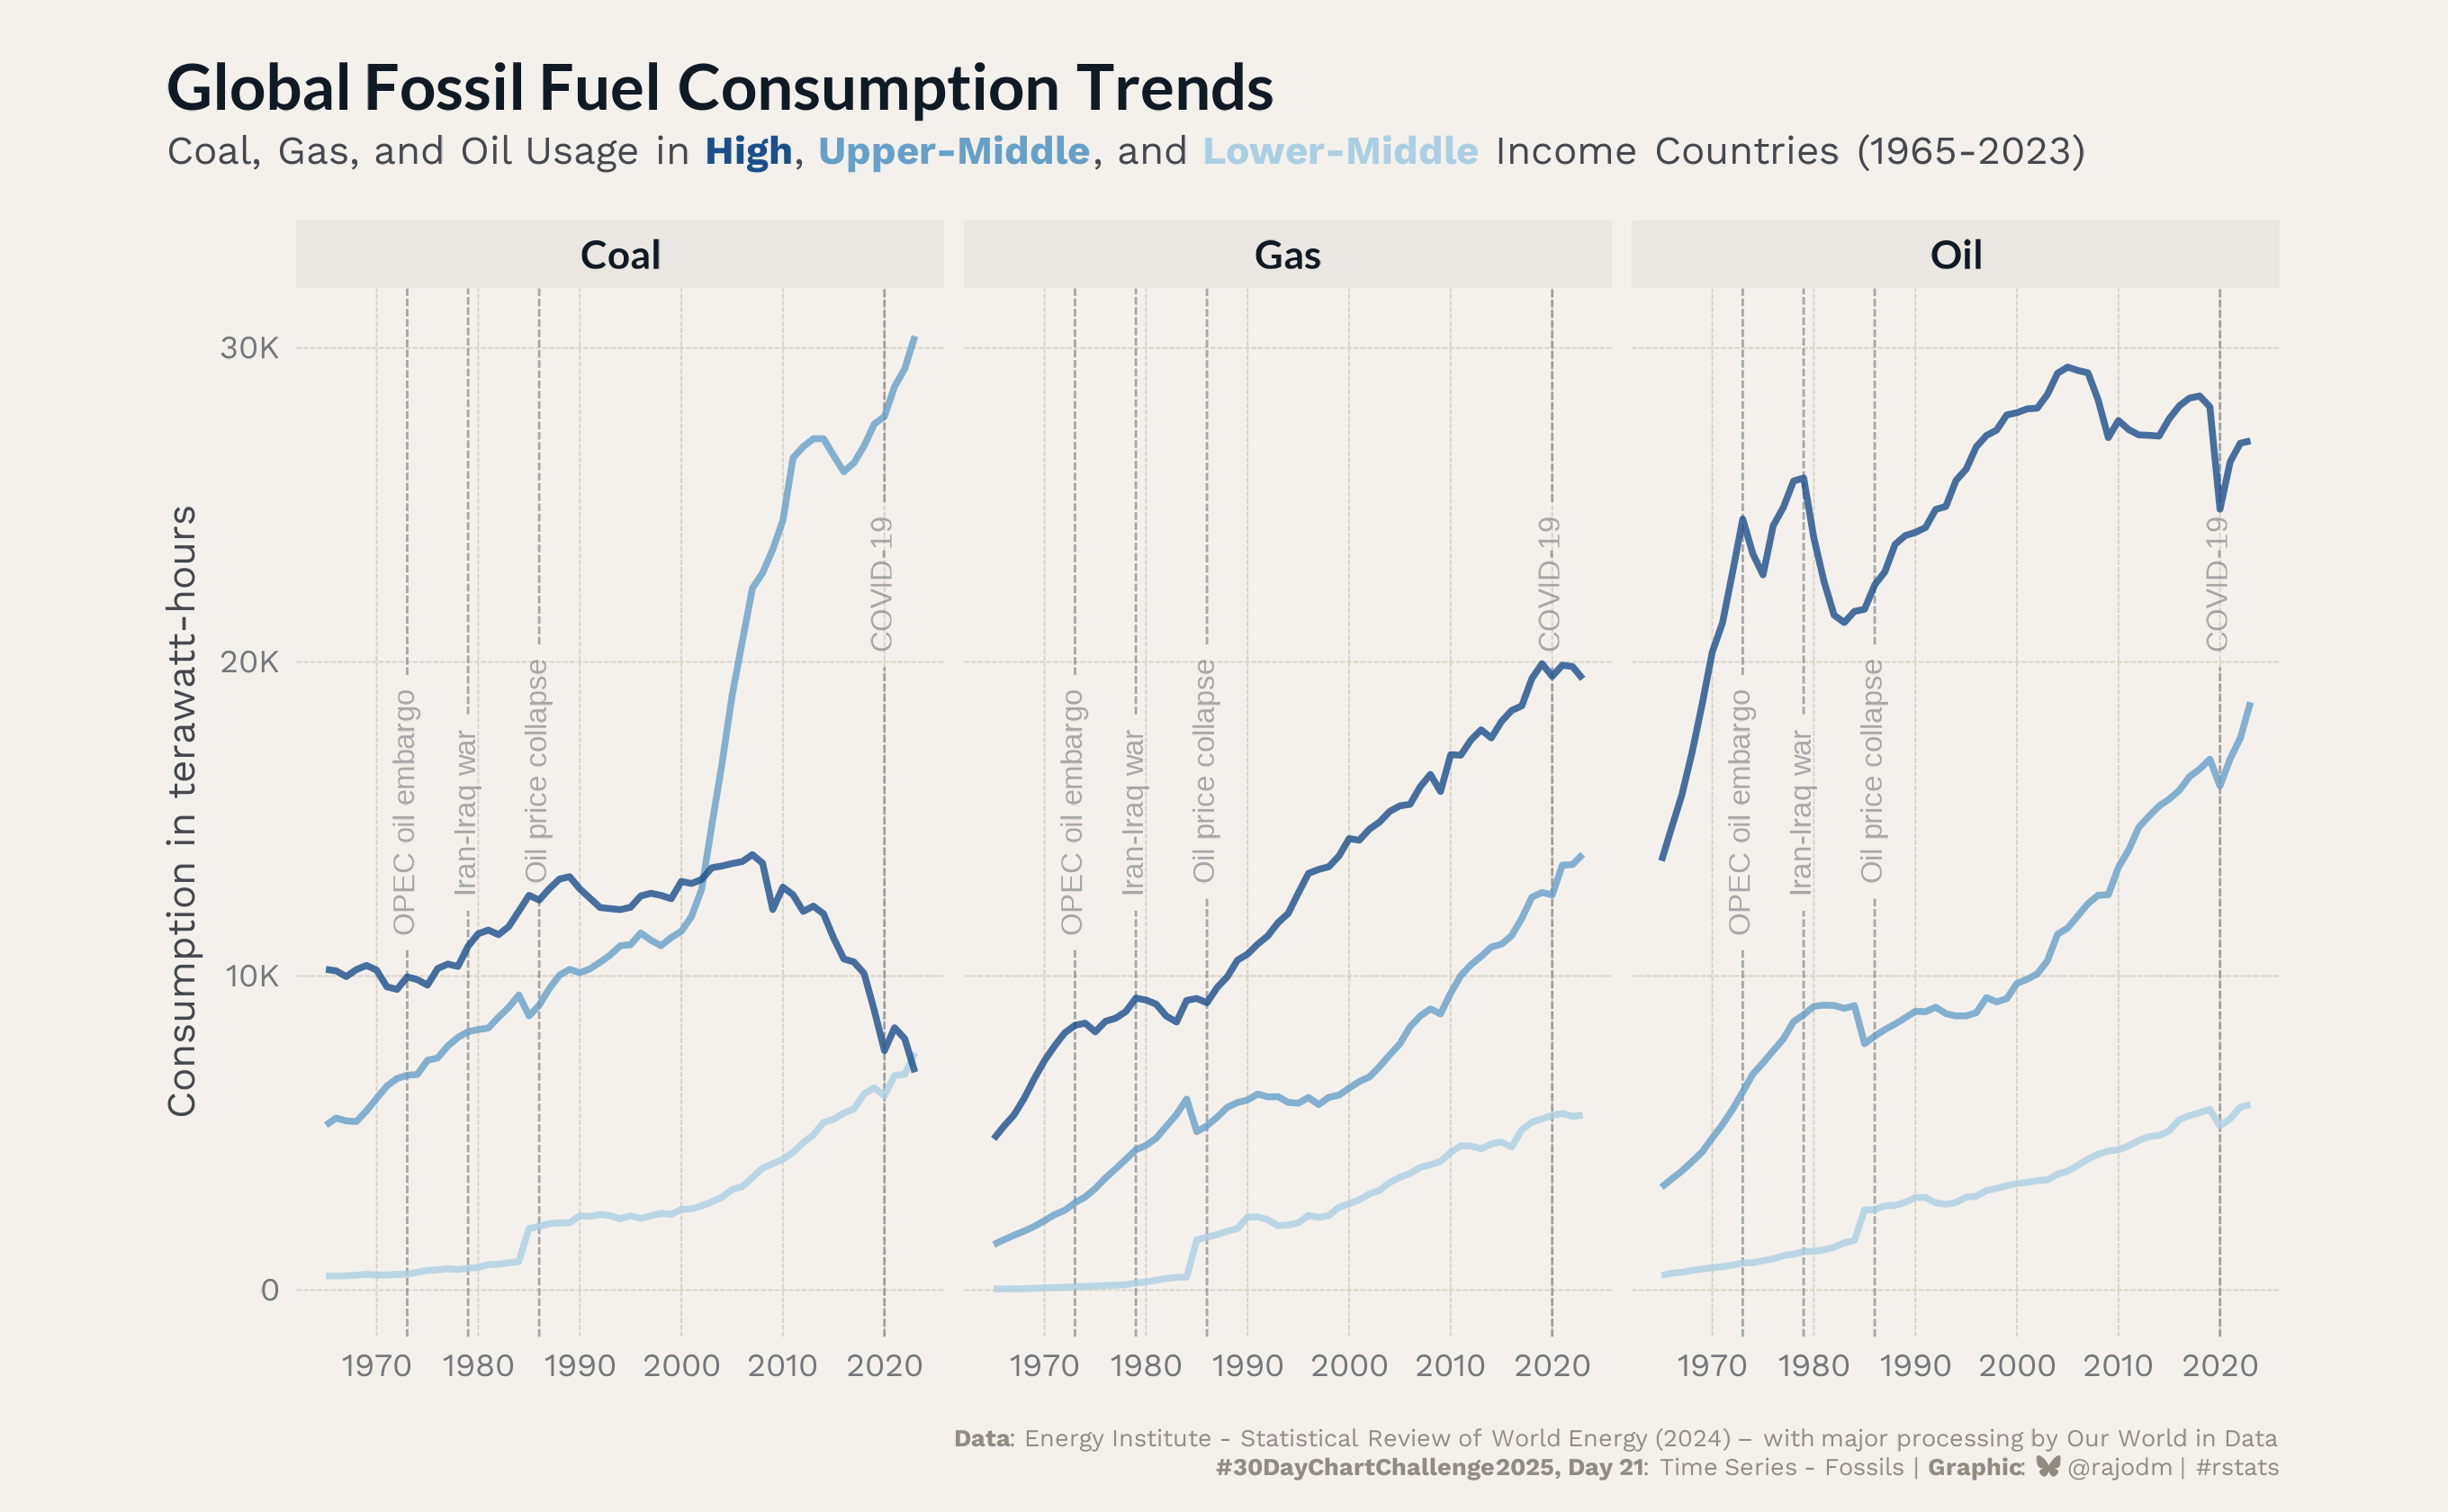 Global Fossil Fuel Consumption Trends
Coal, Gas, and Oil Usage in High, Upper-Middle, and Lower-Middle Income Countries (1965-2023)
Coal
Gas
Oil
Consumption in terawatt-hours
30K
20K
10K
0
OPEC oil embargo
Iran-Iraq war
Oil price collapse
COVID-19
OPEC oil embargo
Iran-Iraq war
Oil price collapse
COVID-19
OPEC oil embargo
Iran-Iraq war
Oil price collapse
COVID-19
1970 1980 1990 2000 2010 2020
1970 1980 1990 2000 2010 2020
1970 1980 1990 2000 2010 2020
Data: Energy Institute - Statistical Review of World Energy (2024) – with major processing by Our World in Data
#30DayChartChallenge2025, Day 21: Time Series - Fossils | Graphic: @rajodm | #rstats